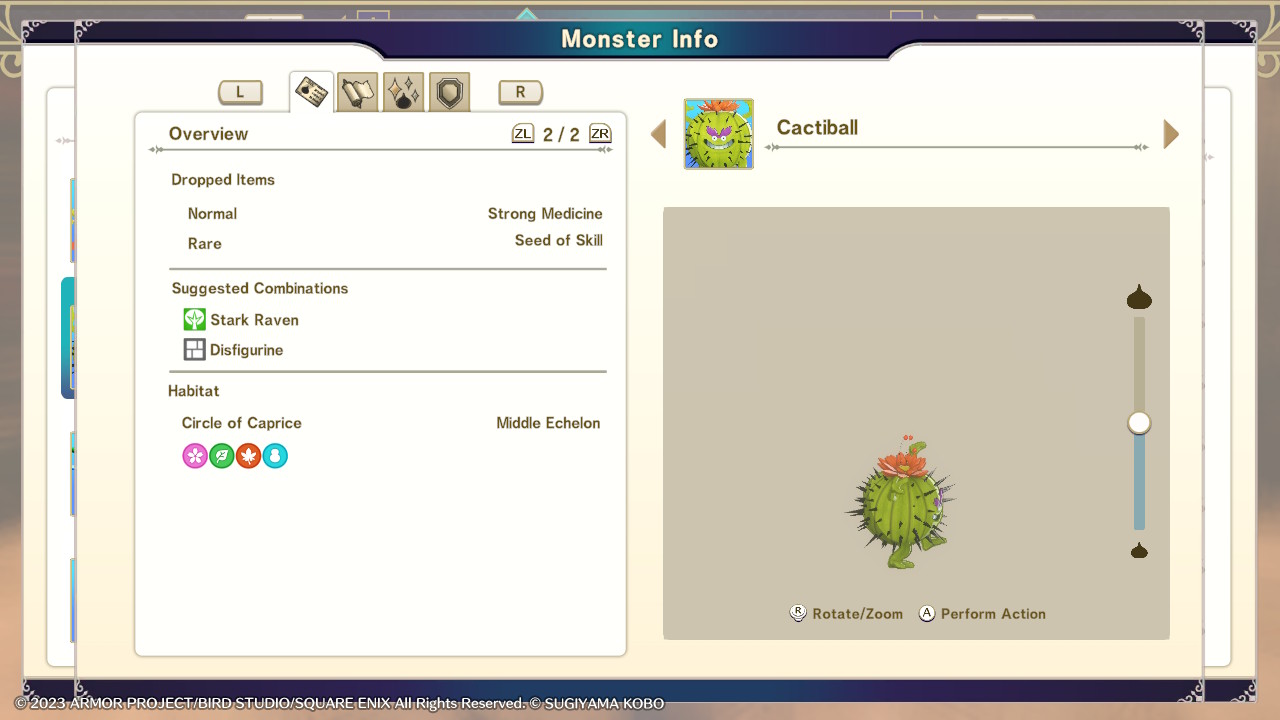 Monster Info
L
R
Overview
ZL 2 / 2 ZR
Dropped Items
Normal Strong Medicine
Rare Seed of Skill
Suggested Combinations
Stark Raven
Disfigurine
Habitat
Circle of Caprice Middle Echelon
Cactiball
R Rotate/Zoom A Perform Action
© 2023 ARMOR PROJECT/BIRD STUDIO/SQUARE ENIX All Rights Reserved. © SUGIYAMA KOBO